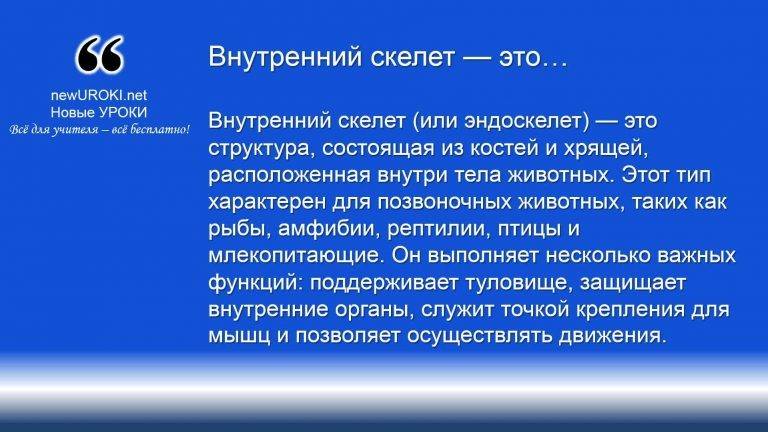 “
newUROKI.net
Новые УРОКИ
Всё для учителя – всё бесплатно!
Внутренний скелет — это…
Внутренний скелет (или эндоскелет) — это
структура, состоящая из костей и хрящей,
расположенная внутри тела животных. Этот тип
характерен для позвоночных животных, таких как
рыбы, амфибии, рептилии, птицы и
млекопитающие. Он выполняет несколько важных
функций: поддерживает туловище, защищает
внутренние органы, служит точкой крепления для
мышц и позволяет осуществлять движения.